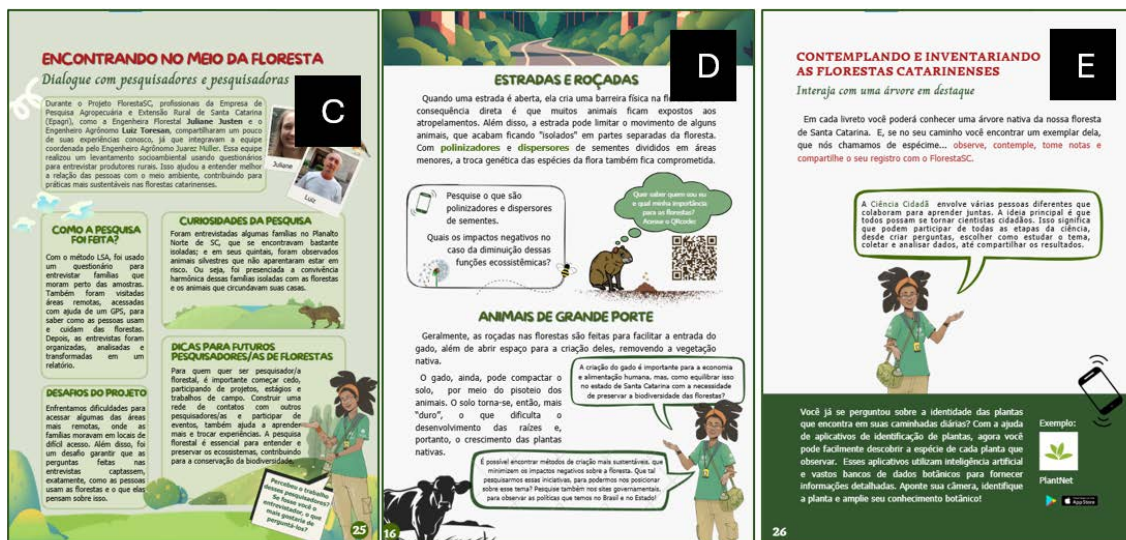 ENCONTRANDO NO MEIO DA FLORESTA
Dialogue com pesquisadores e pesquisadoras
C
Durante o Projeto FlorestaSC, profissionais da Empresa de
Pesquisa Agropecuária e Extensão Rural de Santa Catarina
(Epagri), como a Engenheira Florestal Juliane Justen e o
Engenheiro Agrônomo Luiz Toresan, compartilharam um pouco
de suas experiências conosco, já que integravam a equipe
coordenada pelo Engenheiro Agrônomo Juarez Müller. Essa equipe
realizou um levantamento socioambiental usando questionários
para entrevistar produtores rurais. Isso ajudou a entender melhor
a relação das pessoas com o meio ambiente, contribuindo para
práticas mais sustentáveis nas florestas catarinenses.
Juliane
Luiz
COMO A PESQUISA
FOI FEITA?
Com o método LSA, foi usado
um questionário para
entrevistar famílias que
moram perto das amostras.
Também foram visitadas
áreas remotas, acessadas
com ajuda de um GPS, para
saber como as pessoas usam
e cuidam das florestas.
Depois, as entrevistas foram
organizadas, analisadas e
transformadas em um
relatório.
DESAFIOS DO PROJETO
Enfrentamos dificuldades para
acessar algumas das áreas
mais remotas, onde as
famílias moravam em locais de
difícil acesso. Além disso, foi
um desafio garantir que as
perguntas feitas nas
entrevistas captassem,
exatamente, como as pessoas
usam as florestas e o que elas
pensam sobre isso.
CURIOSIDADES DA PESQUISA
Foram entrevistadas algumas famílias no Planalto
Norte de SC, que se encontravam bastante
isoladas; e em seus quintais, foram observados
animais silvestres que não aparentaram estar em
risco. Ou seja, foi presenciada a convivência
harmônica dessas famílias isoladas com as florestas
e os animais que circundavam suas casas.
DICAS PARA FUTUROS
PESQUISADORES/AS DE FLORESTAS
Para quem quer ser pesquisador/a
florestal, é importante começar cedo,
participando de projetos, estágios e
trabalhos de campo. Construir uma
rede de contatos com outros
pesquisadores/as e participar de
eventos, também ajuda a aprender
mais e trocar experiências. A pesquisa
florestal é essencial para entender e
preservar os ecossistemas, contribuindo
para a conservação da biodiversidade.
Percebeu o trabalho
desses pesquisadores?
Se fosse você o
entrevistador, o que
mais gostaria de
perguntá-los?
25
D
ESTRADAS E ROÇADAS
Quando uma estrada é aberta, ela cria uma barreira física na
consequência direta é que muitos animais ficam expostos aos
atropelamentos. Além disso, a estrada pode limitar o movimento de alguns
animais, que acabam ficando "isolados" em partes separadas da floresta.
Com polinizadores e dispersores de sementes divididos em áreas
menores, a troca genética das espécies da flora também fica comprometida.
Pesquise o que são
polinizadores e dispersores
de sementes.
Quais os impactos negativos no
caso da diminuição dessas
funções ecossistêmicas?
Quer saber quem sou eu
e qual minha importância
para as florestas?
Acesse o QRcode:
ANIMAIS DE GRANDE PORTE
Geralmente, as roçadas nas florestas são feitas para facilitar a entrada do
gado, além de abrir espaço para a criação deles, removendo a vegetação
nativa.
O gado, ainda, pode compactar o
solo, por meio do pisoteio dos
animais. O solo torna-se, então, mais
"duro", o que dificulta o
desenvolvimento das raízes e,
portanto, o crescimento das plantas
nativas.
A criação do gado é importante para a economia
e alimentação humana, mas, como equilibrar isso
no estado de Santa Catarina com a necessidade
de preservar a biodiversidade das florestas?
É possível encontrar métodos de criação mais sustentáveis, que
minimizem os impactos negativos sobre a floresta. Que tal
pesquisarmos essas iniciativas, para podermos nos posicionar
sobre esse tema? Pesquise também nos sites governamentais,
para observar as políticas que temos no Brasil e no Estado!
16
E
CONTEMPLANDO E INVENTARIANDO
AS FLORESTAS CATARINENSES
Interaja com uma árvore em destaque
Em cada livreto você poderá conhecer uma árvore nativa da nossa floresta
de Santa Catarina. E, se no seu caminho você encontrar um exemplar dela,
que nós chamamos de espécime... observe, contemple, tome notas e
compartilhe o seu registro com o FlorestaSC.
A Ciência Cidadã envolve várias pessoas diferentes que
colaboram para aprender juntas. A ideia principal é que
todos possam se tornar cientistas cidadãos. Isso significa
que podem participar de todas as etapas da ciência,
desde criar perguntas, escolher como estudar o tema,
coletar e analisar dados, até compartilhar os resultados.
Você já se perguntou sobre a identidade das plantas
que encontra em suas caminhadas diárias? Com a ajuda
de aplicativos de identificação de plantas, agora você
pode facilmente descobrir a espécie de cada planta que
observar. Esses aplicativos utilizam inteligência artificial
e vastos bancos de dados botânicos para fornecer
informações detalhadas. Aponte sua câmera, identifique
a planta e amplie seu conhecimento botânico!
Exemplo:
PlantNet
App Store
26